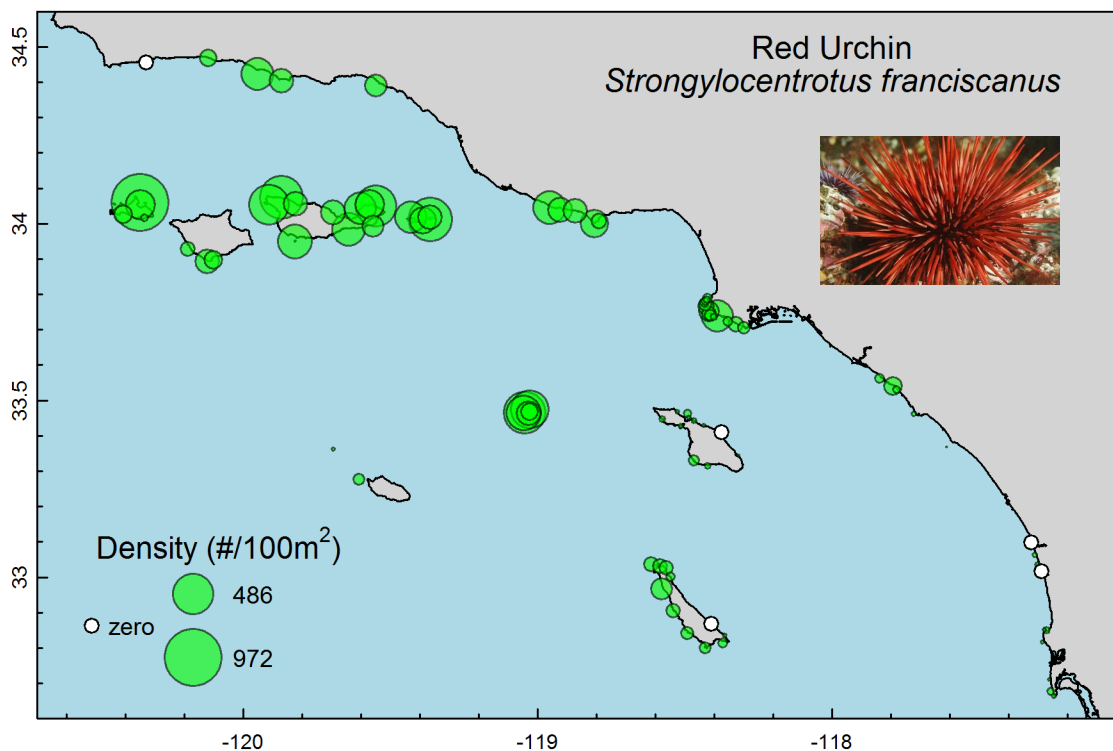 Red Urchin
Strongylocentrotus franciscanus
34.5
34
33.5
33
Density (#/100m²)
486
zero
972
-120
-119
-118